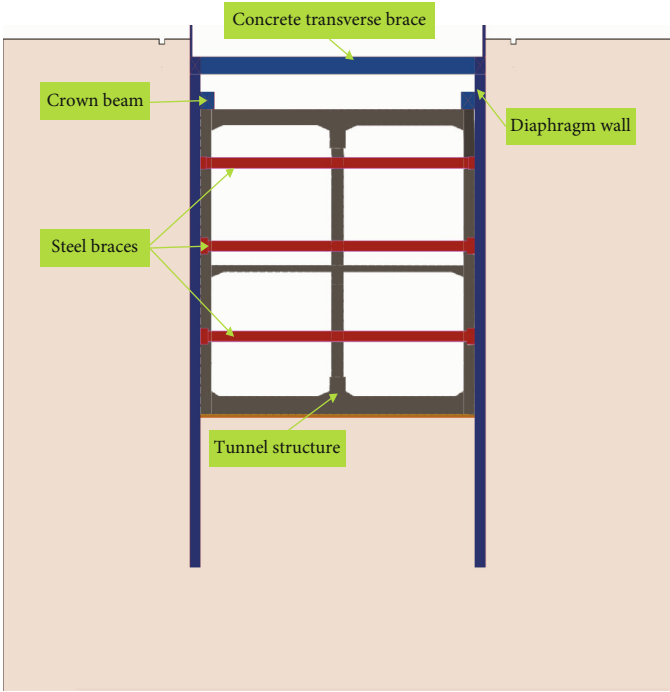 Concrete transverse brace
Crown beam
Diaphragm wall
Steel braces
Tunnel structure